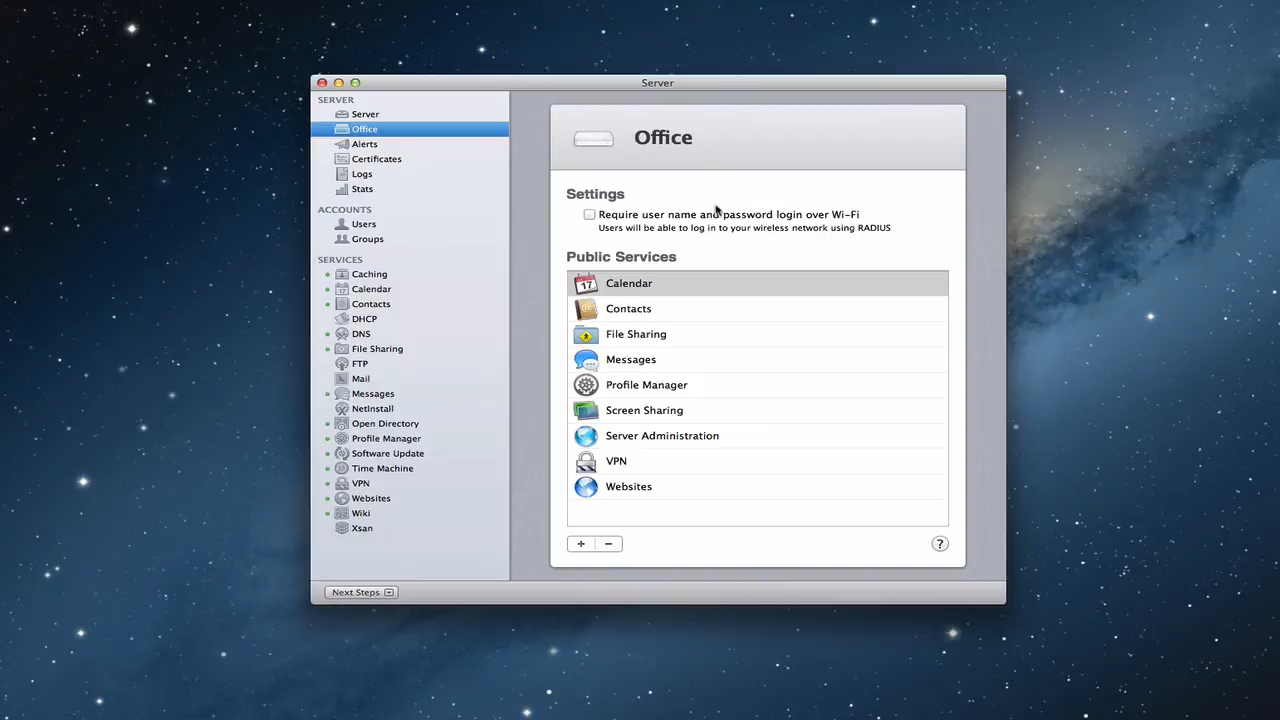 Server
SERVER
Server
Office
Alerts
Certificates
Logs
Stats
ACCOUNTS
Users
Groups
SERVICES
Caching
Calendar
Contacts
DHCP
DNS
File Sharing
FTP
Mail
Messages
NetInstall
Open Directory
Profile Manager
Software Update
Time Machine
VPN
Websites
Wiki
Xsan
Next Steps
Office
Settings
Require user name and password login over Wi-Fi
Users will be able to log in to your wireless network using RADIUS
Public Services
17 Calendar
Contacts
File Sharing
Messages
Profile Manager
Screen Sharing
Server Administration
VPN
Websites
+ −
?